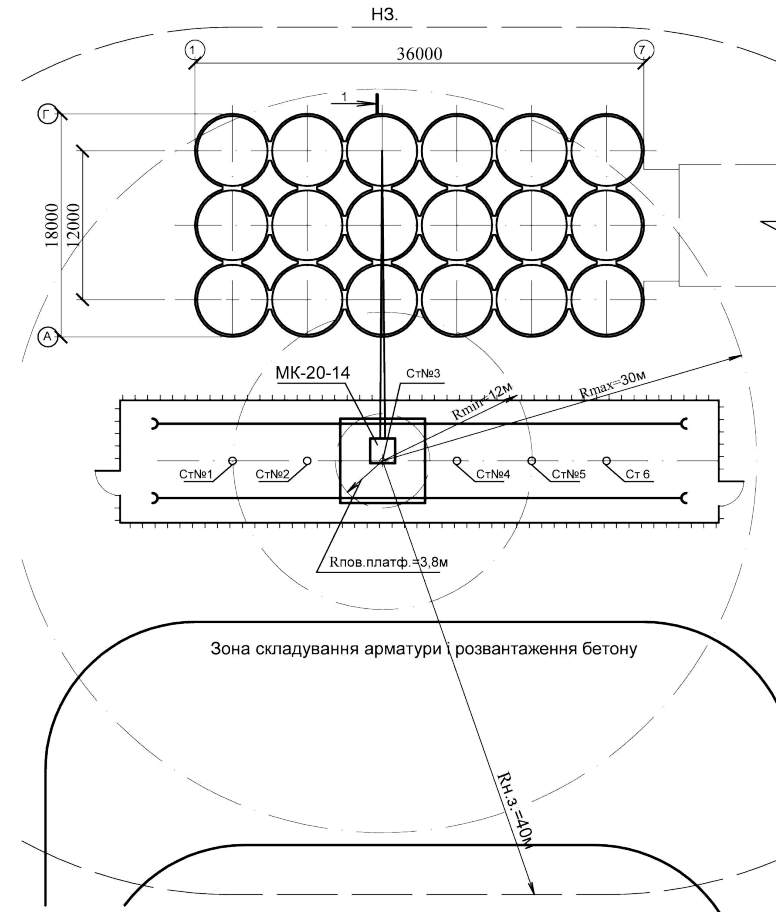 НЗ.
1
7
36000
Г
1
18000
12000
А
МК-20-14
Ст№3
Rmin=12м
Rmax=30м
Ст№1
Ст№2
Ст№4
Ст№5
Ст 6
Rпов.платф.=3,8м
Зона складування арматури і розвантаження бетону
Rн.з.=40м